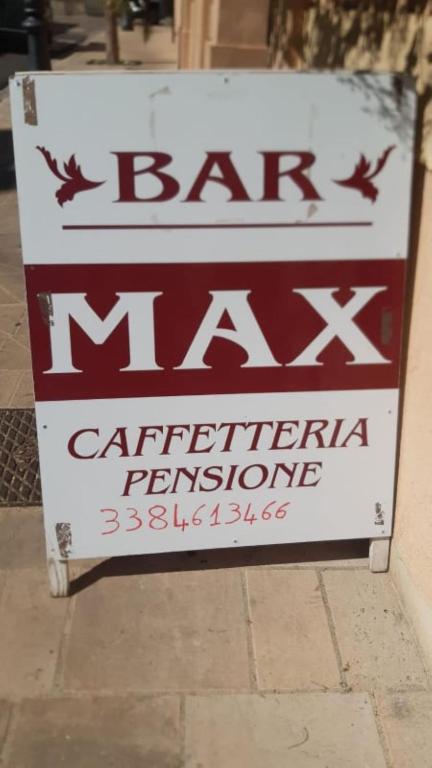 BAR
MAX
CAFFETTERIA
PENSIONE
3384613466